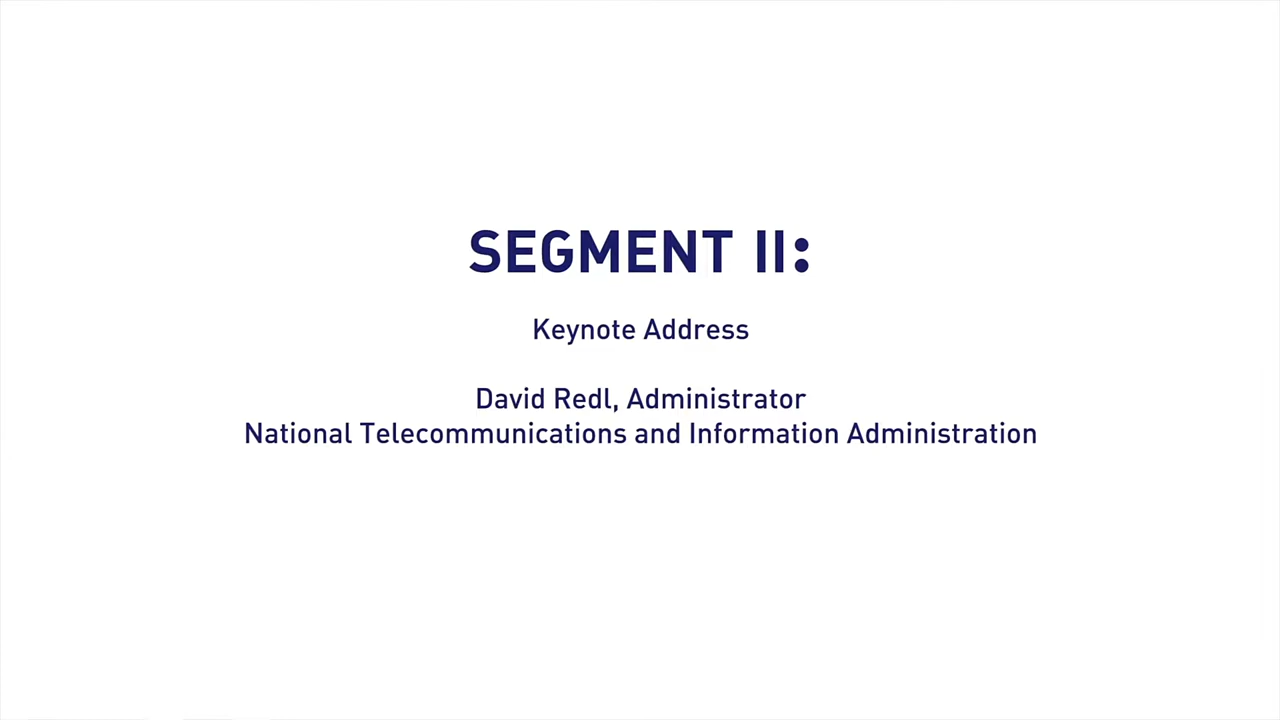 SEGMENT II:
Keynote Address
David Redl, Administrator
National Telecommunications and Information Administration